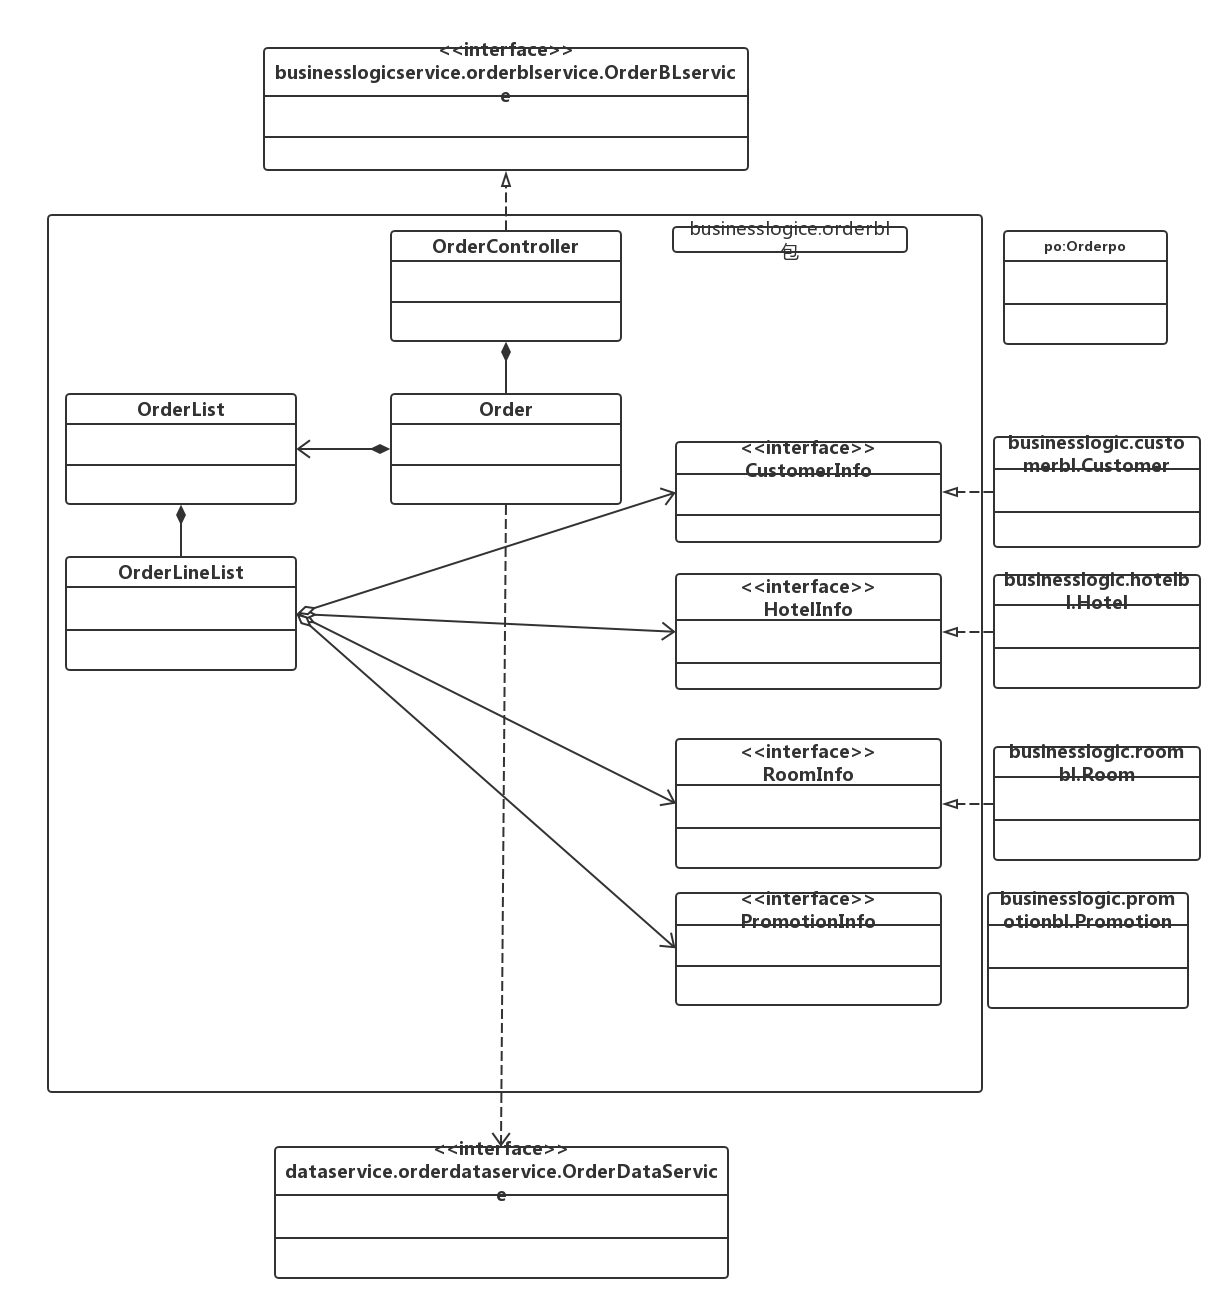 <<interface>>
businesslogicservice.orderblservice.OrderBLservic
e
OrderController
businesslogice.orderbl
包
po:Orderpo
OrderList
Order
<<interface>>
CustomerInfo
businesslogic.custo
merbl.Customer
OrderLineList
<<interface>>
HotelInfo
businesslogic.hotelb
l.Hotel
<<interface>>
RoomInfo
businesslogic.room
bl.Room
<<interface>>
PromotionInfo
businesslogic.prom
otionbl.Promotion
<<interface>>
dataservice.orderdataservice.OrderDataServic
e